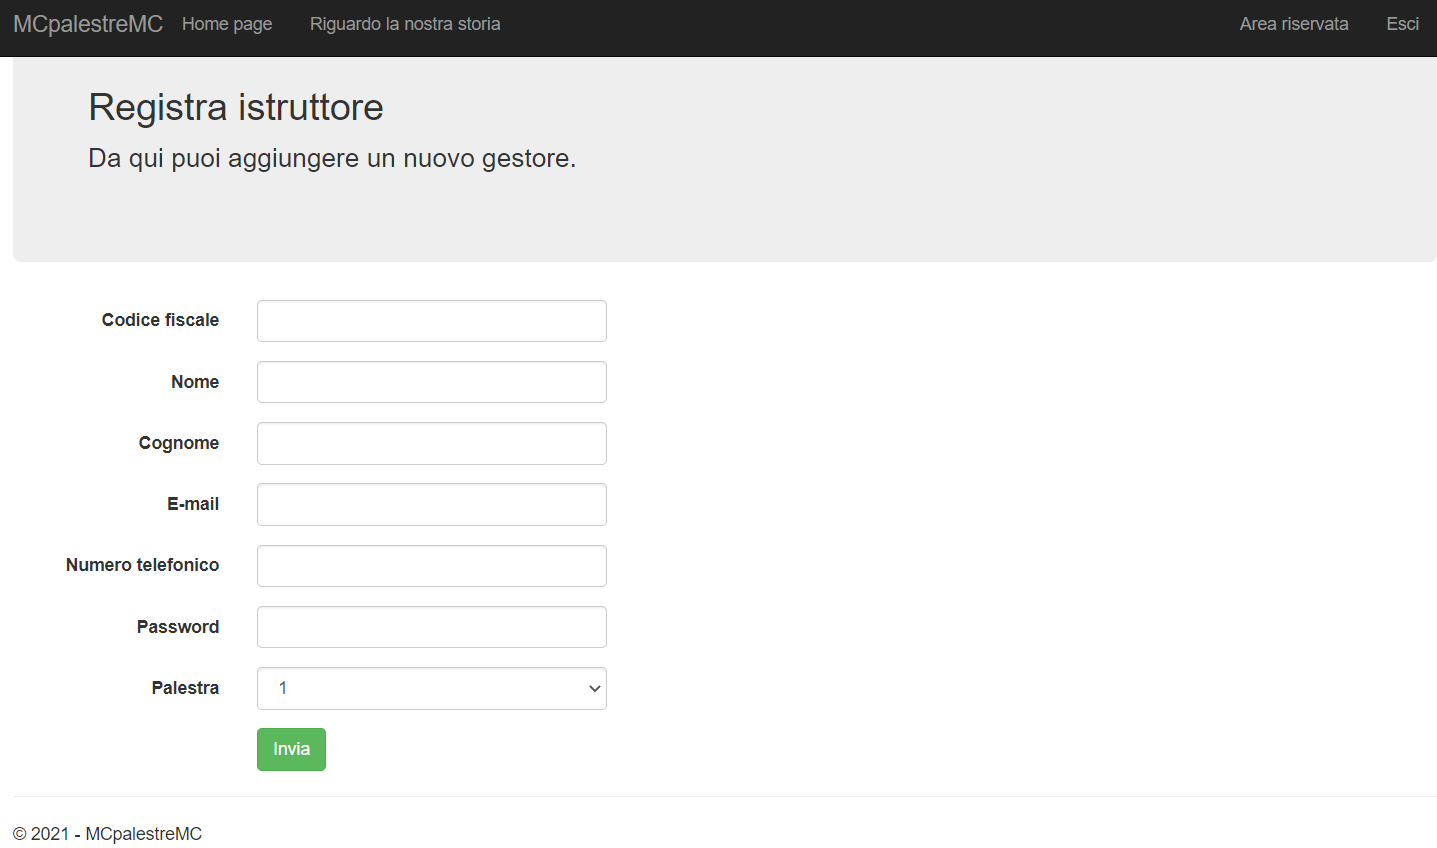 MCpalestreMC Home page Riguardo la nostra storia Area riservata Esci
Registra istruttore
Da qui puoi aggiungere un nuovo gestore.
Codice fiscale
Nome
Cognome
E-mail
Numero telefonico
Password
Palestra 1
Invia
© 2021 - MCpalestreMC